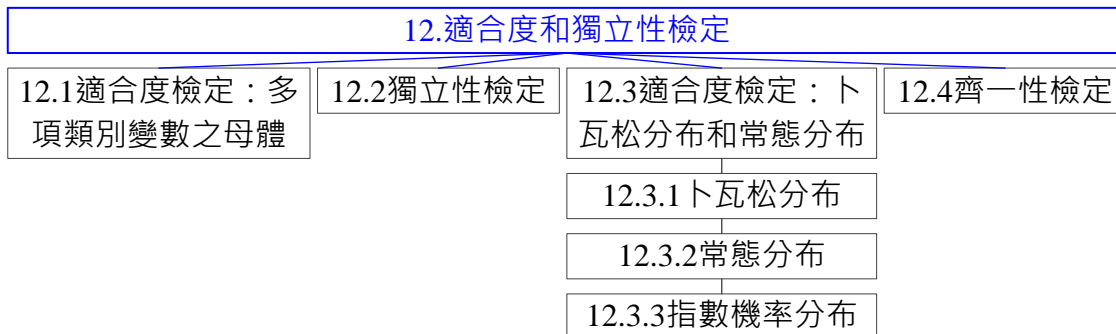 12.適合度和獨立性檢定
12.1適合度檢定：多
項類別變數之母體
12.2獨立性檢定
12.3適合度檢定：卜
瓦松分布和常態分布
12.4齊一性檢定
12.3.1卜瓦松分布
12.3.2常態分布
12.3.3指數機率分布